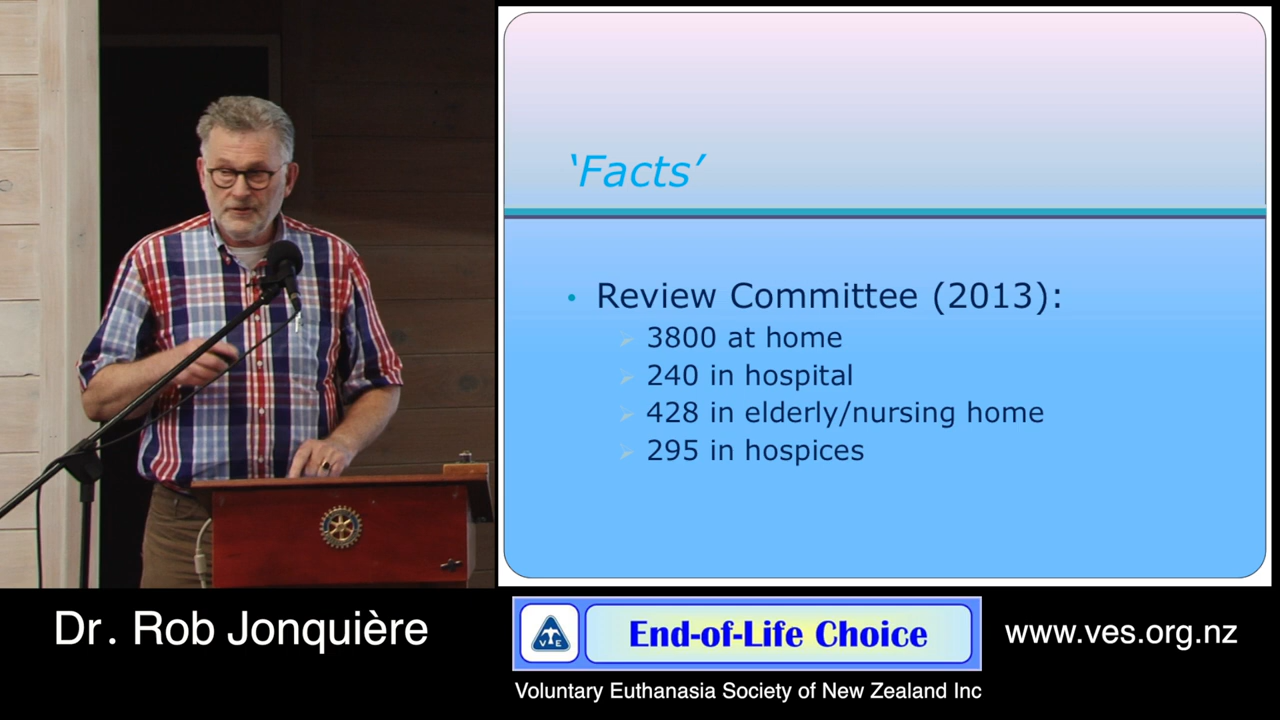 ‘Facts’
• Review Committee (2013):
➢ 3800 at home
➢ 240 in hospital
➢ 428 in elderly/nursing home
➢ 295 in hospices
Dr. Rob Jonquière
VE
End-of-Life Choice
www.ves.org.nz
Voluntary Euthanasia Society of New Zealand Inc